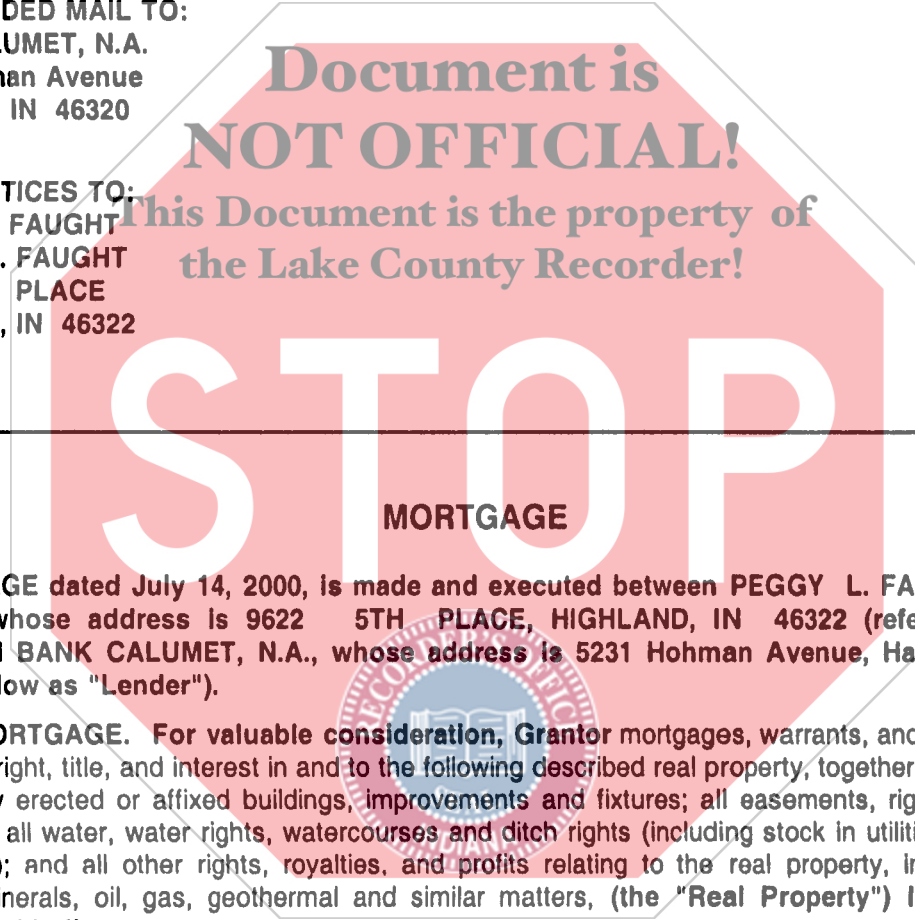 DED MAIL TO:
LUMET, N.A.
man Avenue
IN 46320
Document is
NOT OFFICIAL!
This Document is the property of
the Lake County Recorder!
TICES TO:
FAUGHT
. FAUGHT
PLACE
, IN 46322
STOP
MORTGAGE
GE dated July 14, 2000, is made and executed between PEGGY L. FA
whose address is 9622 5TH PLACE, HIGHLAND, IN 46322 (refe
BANK CALUMET, N.A., whose address is 5231 Hohman Avenue, Ha
low as "Lender").
ORTGAGE. For valuable consideration, Grantor mortgages, warrants, and
right, title, and interest in and to the following described real property, together
y erected or affixed buildings, improvements and fixtures; all easements, rig
all water, water rights, watercourses and ditch rights (including stock in utiliti
); and all other rights, royalties, and profits relating to the real property, in
nerals, oil, gas, geothermal and similar matters, (the "Real Property") l
RECORDER'S OFFICE
INDIANA